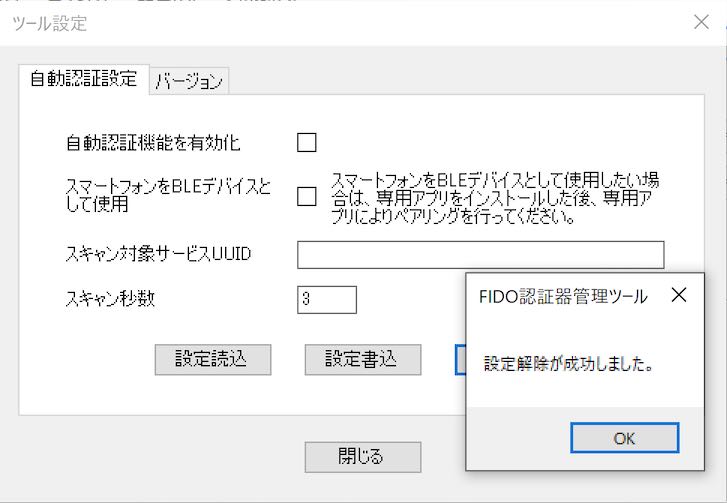 ツール設定
自動認証設定
バージョン
自動認証機能を有効化
スマートフォンをBLEデバイスと
して使用
スマートフォンをBLEデバイスとして使用したい場
合は、専用アプリをインストールした後、専用ア
プリによりペアリングを行ってください。
スキャン対象サービスUUID
スキャン秒数
3
設定読込
設定書込
閉じる
FIDO認証器管理ツール
設定解除が成功しました。
OK